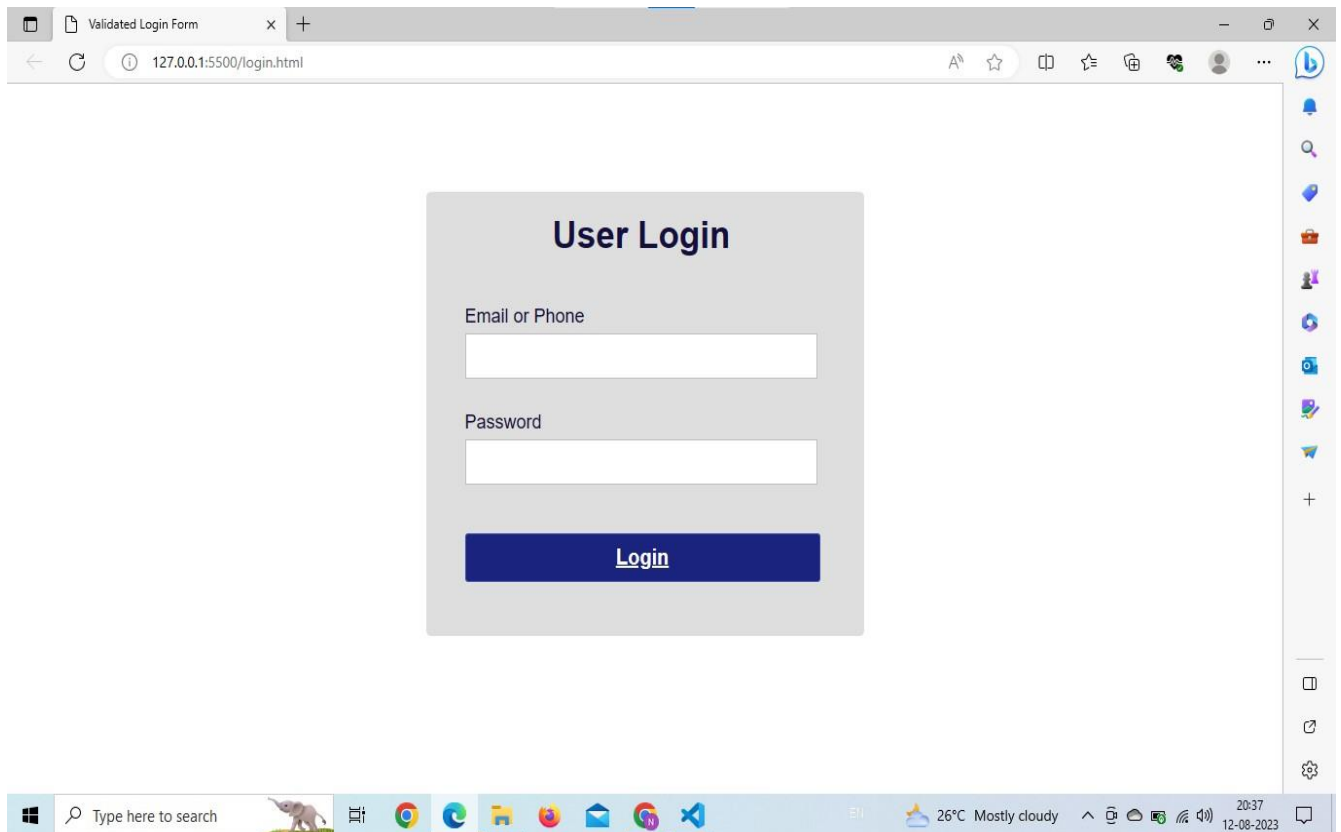 Validated Login Form
127.0.0.1:5500/login.html
User Login
Email or Phone
Password
Login
Type here to search
EN
26°C Mostly cloudy
20:37
12-08-2023